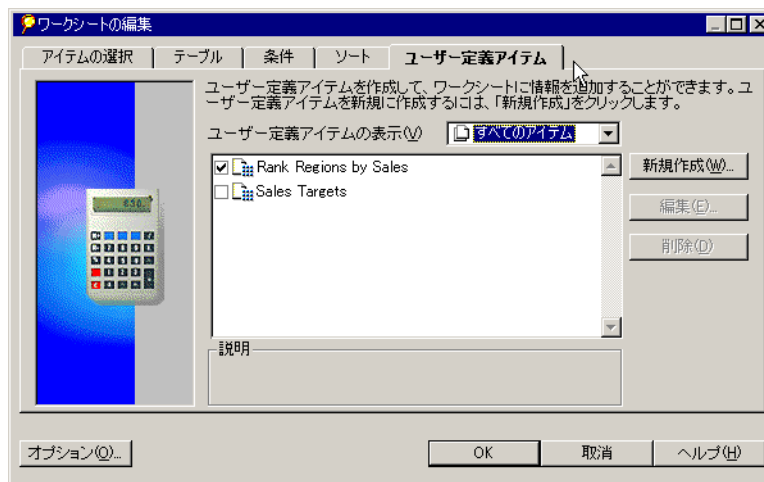 ワークシートの編集
アイテムの選択 テーブル 条件 ソート ユーザー定義アイテム
ユーザー定義アイテムを作成して、ワークシートに情報を追加することができます。ユ
ーザー定義アイテムを新規に作成するには、「新規作成」をクリックします。
ユーザー定義アイテムの表示(V) すべてのアイテム
Rank Regions by Sales 新規作成(W)...
Sales Targets
編集(E)...
削除(D)
説明
オプション(O)... OK 取消 ヘルプ(H)